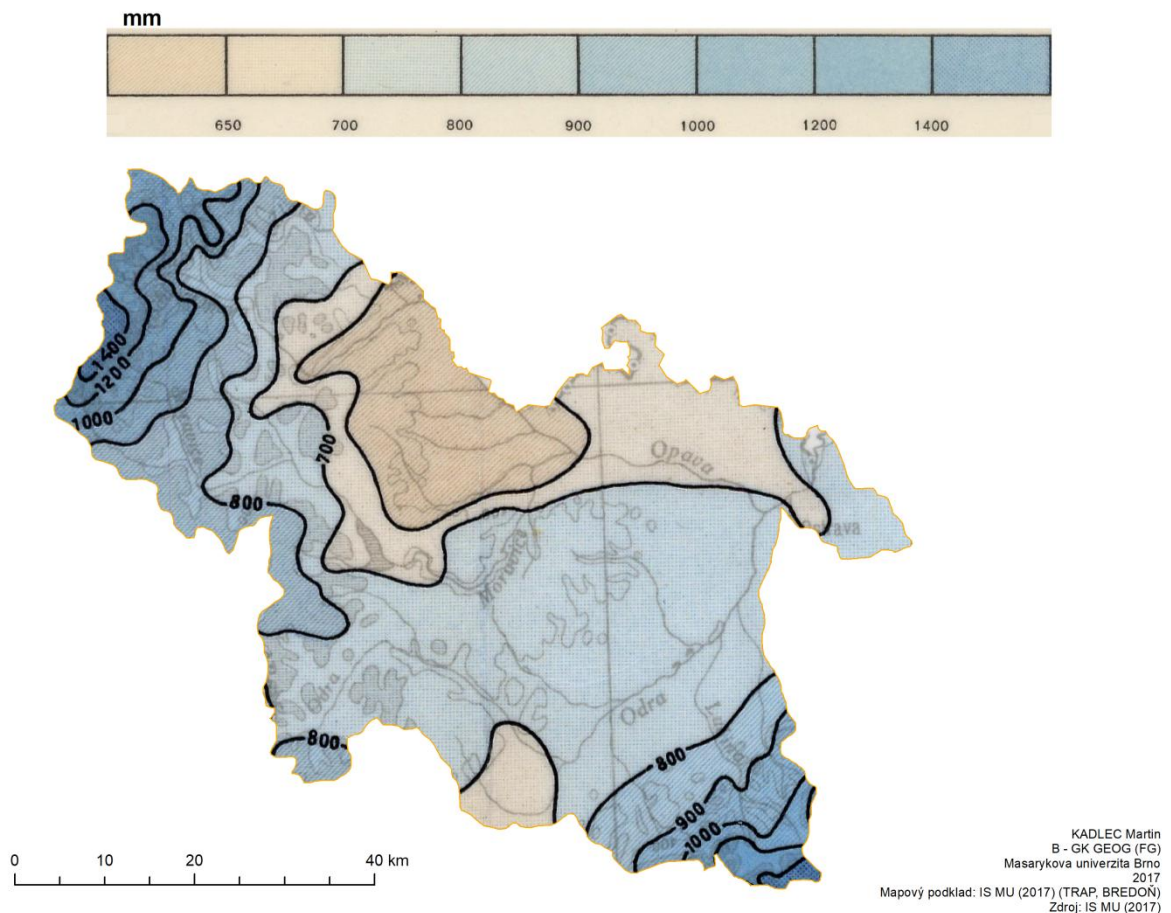 mm
650 700 800 900 1000 1200 1400
1400
1200
1000
700
800
Opava
Moravice
Odra
Odra
800
800
900
1000
0 10 20 40 km
KADLEC Martin
B - GK GEOG (FG)
Masarykova univerzita Brno
2017
Mapový podklad: IS MU (2017) (TRAP, BREDOŇ)
Zdroj: IS MU (2017)